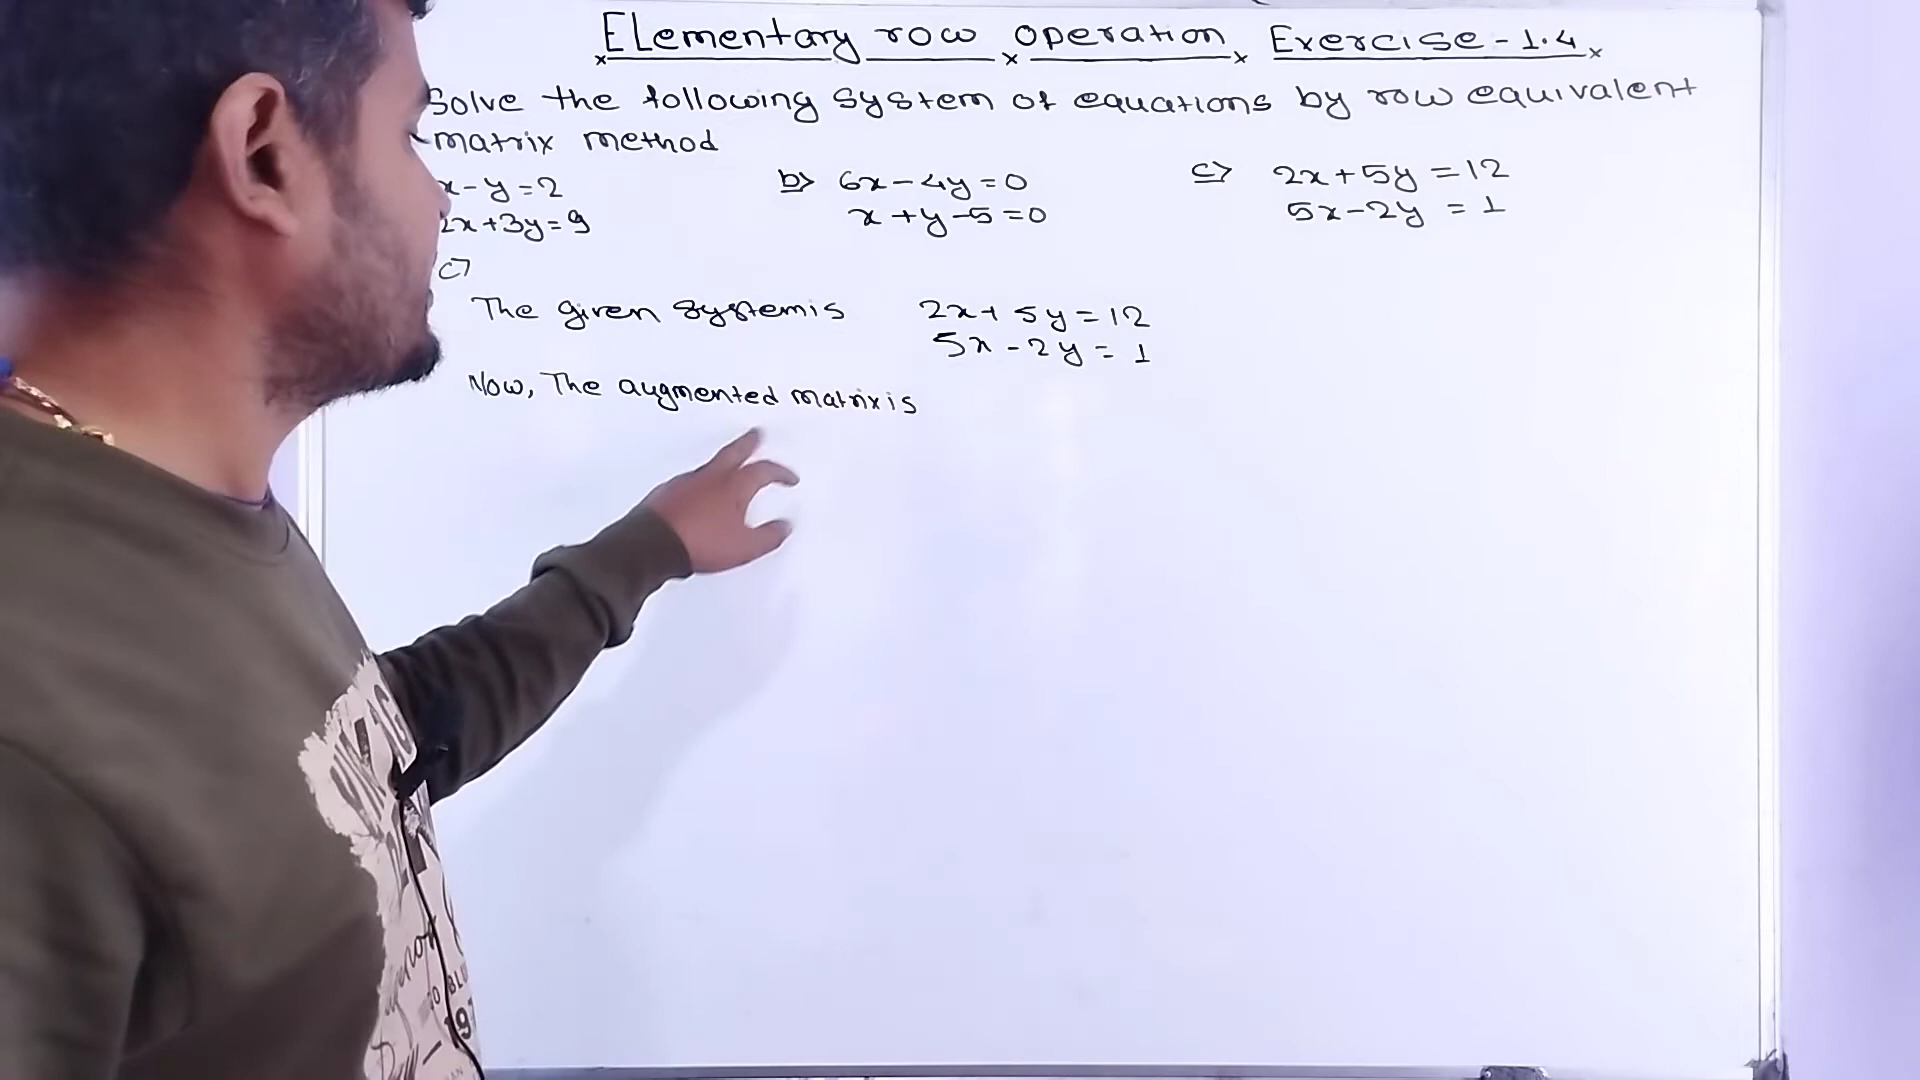 Elementary row operation Exercise-1.4
Solve the following system of equations by row equivalent
matrix method
x-y=2
2x+3y=9
b> 6x-4y=0
x+y-5=0
c> 2x+5y=12
5x-2y=1
c>
The given system is 2x+5y=12
5x-2y=1
Now, The augmented matrix is